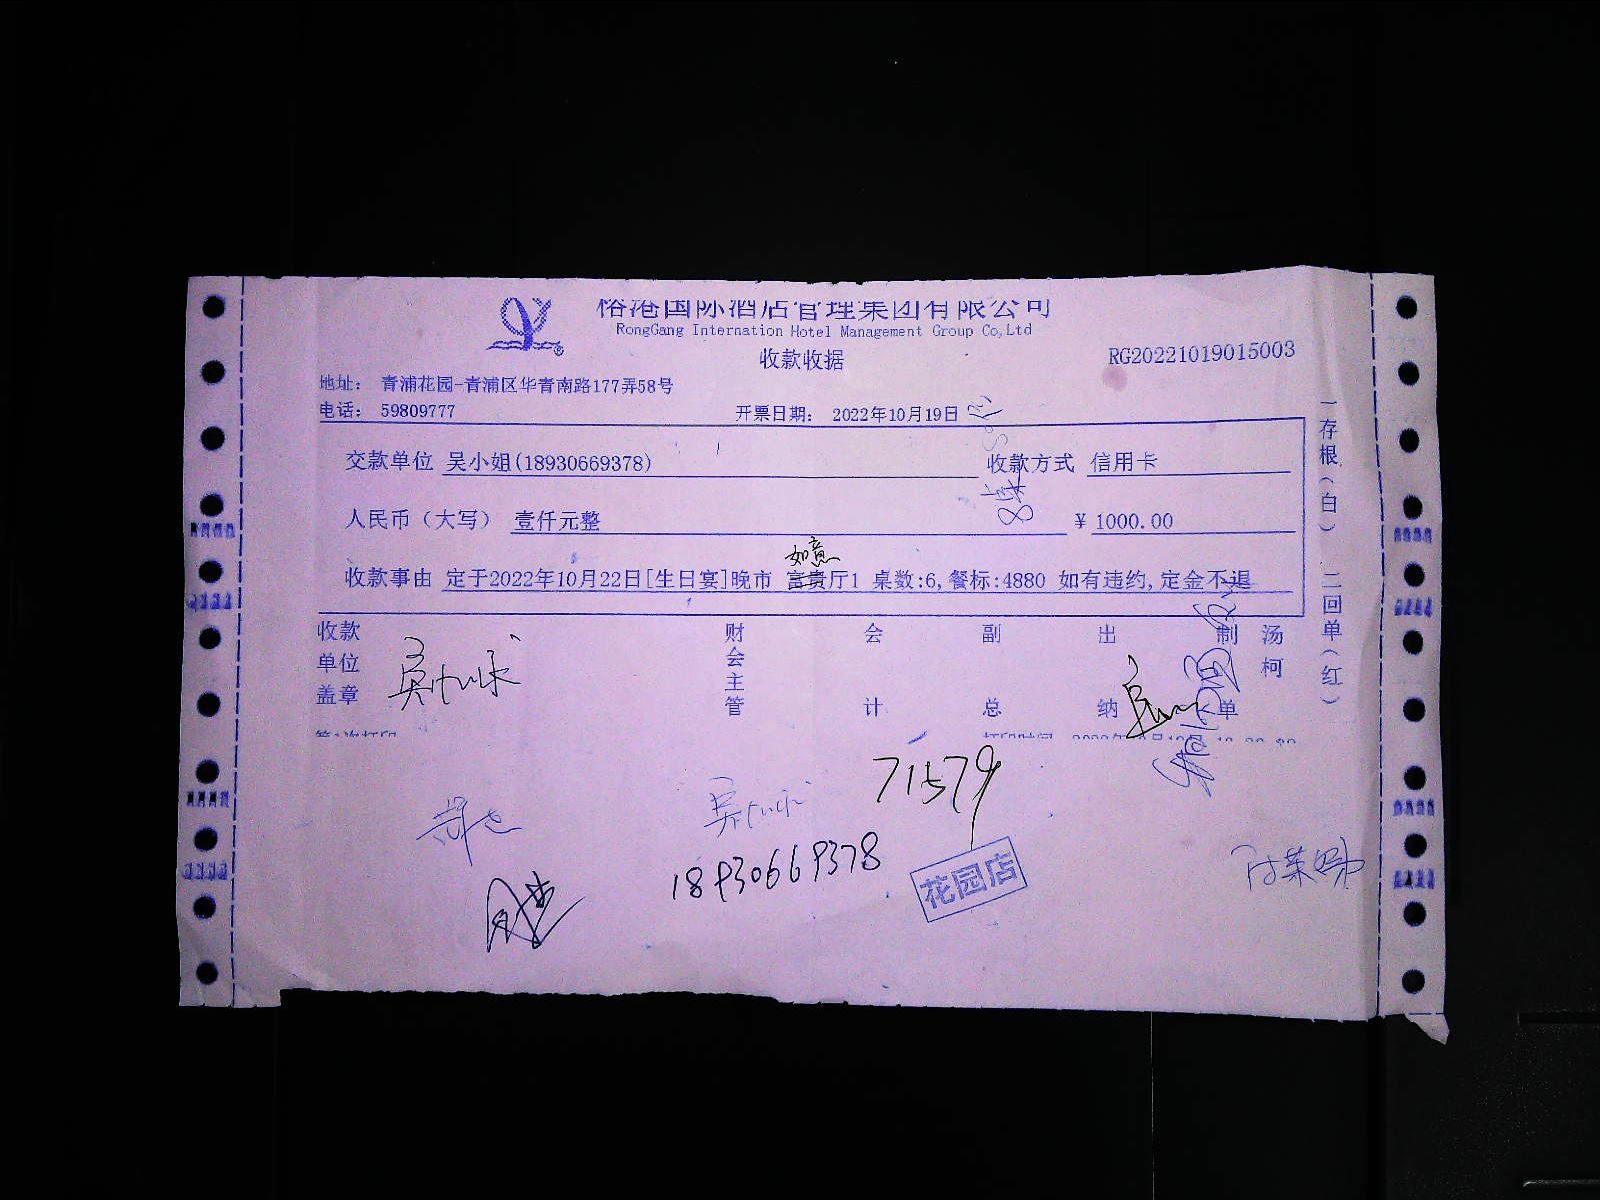 榕港国际酒店管理集团有限公司
RongGang Internation Hotel Management Group Co,Ltd
收款收据
RG20221019015003
地址： 青浦花园-青浦区华青南路177弄58号
电话： 59809777 开票日期： 2022年10月19日
交款单位 吴小姐(18930669378) 收款方式 信用卡
8桌
人民币（大写） 壹仟元整 ￥1000.00
如意
收款事由 定于2022年10月22日[生日宴]晚市 富贵厅1 桌数:6,餐标:4880 如有违约,定金不退
收款单位盖章 财会主管 会计 副总 出纳 制单 汤柯
一存根（白） 二回单（红）
71579
18930669378
花园店